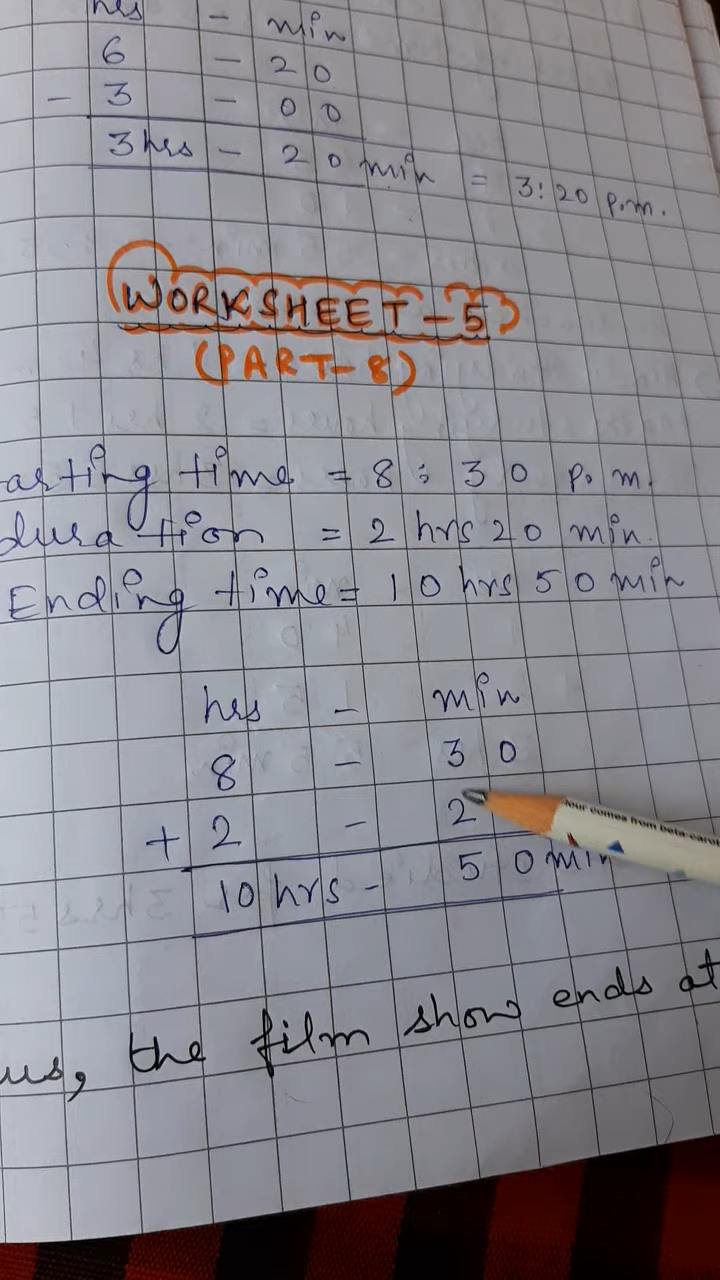 hrs - min
6 - 20
- 3 - 00
3 hrs - 20 min = 3:20 p.m.
WORKSHEET-5
(PART-8)
arting time = 8:30 p.m.
duration = 2 hrs 20 min.
Ending time = 10 hrs 50 min
hrs - min
8 - 30
+ 2 - 2
10 hrs - 50 min
us, the film show ends at